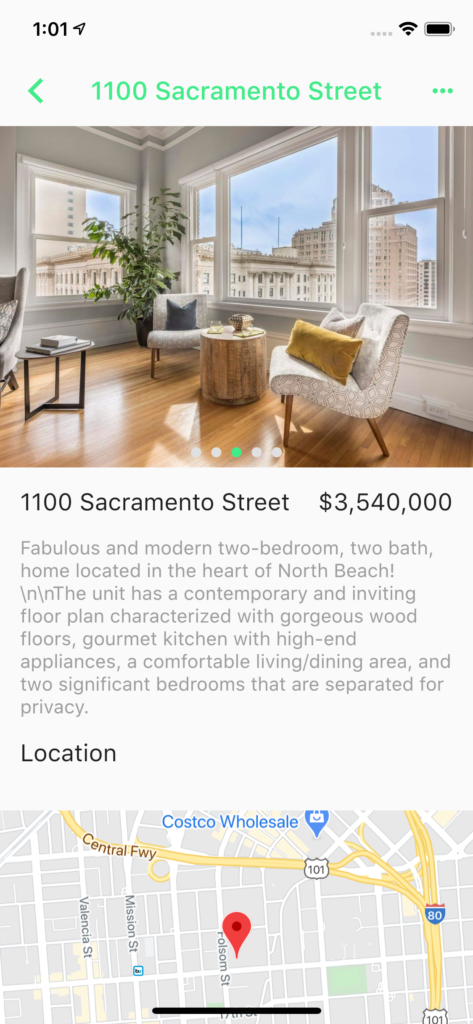 1:01
1100 Sacramento Street
1100 Sacramento Street $3,540,000
Fabulous and modern two-bedroom, two bath,
home located in the heart of North Beach!
\n\nThe unit has a contemporary and inviting
floor plan characterized with gorgeous wood
floors, gourmet kitchen with high-end
appliances, a comfortable living/dining area, and
two significant bedrooms that are separated for
privacy.
Location
Costco Wholesale
Central Fwy
101
Valencia St
Mission St
80
Folsom St
17th St
101